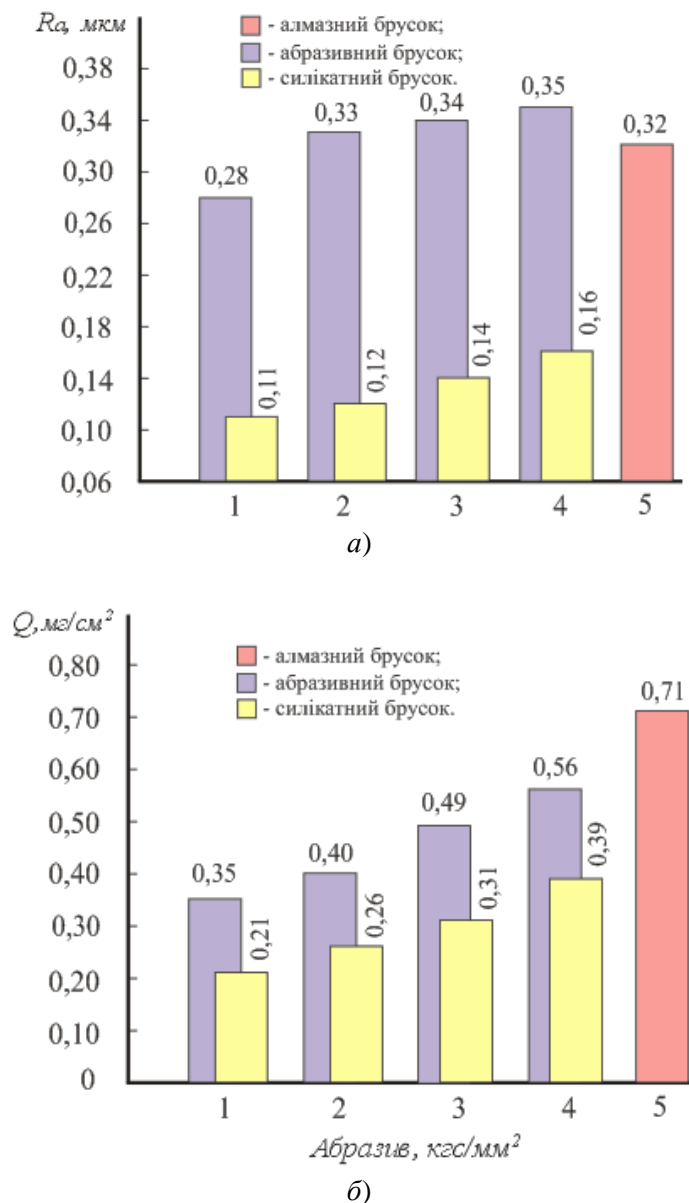 Ra, мкм
- алмазний брусок;
- абразивний брусок;
- силікатний брусок.
0,38
0,34
0,30
0,26
0,22
0,18
0,14
0,10
0,06
0,28
0,33
0,34
0,35
0,32
0,11
0,12
0,14
0,16
1 2 3 4 5
а)
Q, мг/см²
- алмазний брусок;
- абразивний брусок;
- силікатний брусок.
0,80
0,70
0,60
0,50
0,40
0,30
0,20
0,10
0
0,35
0,40
0,49
0,56
0,71
0,21
0,26
0,31
0,39
1 2 3 4 5
Абразив, кгс/мм²
б)